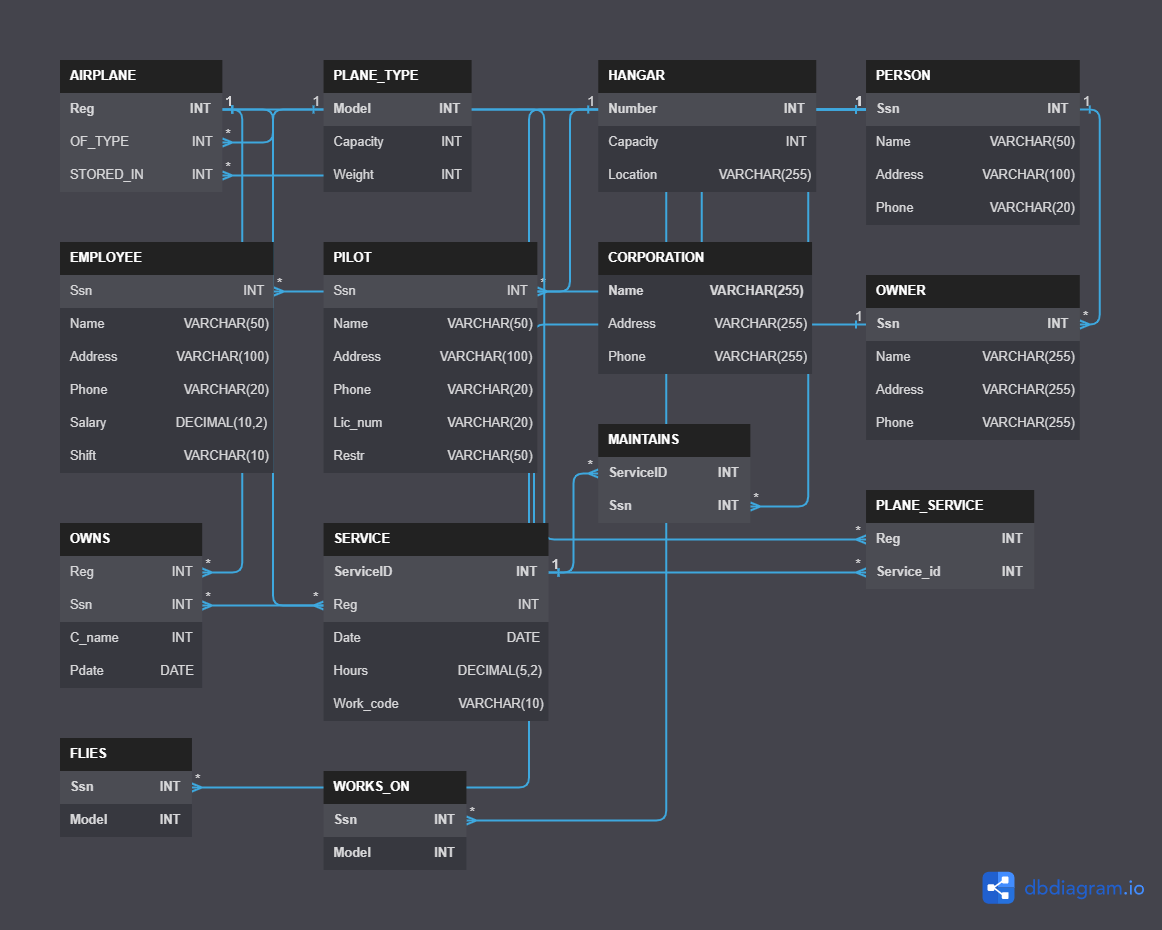 AIRPLANE
Reg INT
OF_TYPE INT
STORED_IN INT
1
*
*
PLANE_TYPE
Model INT
Capacity INT
Weight INT
1
HANGAR
Number INT
Capacity INT
Location VARCHAR(255)
1
PERSON
Ssn INT
Name VARCHAR(50)
Address VARCHAR(100)
Phone VARCHAR(20)
1
1
EMPLOYEE
Ssn INT
Name VARCHAR(50)
Address VARCHAR(100)
Phone VARCHAR(20)
Salary DECIMAL(10,2)
Shift VARCHAR(10)
*
PILOT
Ssn INT
Name VARCHAR(50)
Address VARCHAR(100)
Phone VARCHAR(20)
Lic_num VARCHAR(20)
Restr VARCHAR(50)
*
CORPORATION
Name VARCHAR(255)
Address VARCHAR(255)
Phone VARCHAR(255)
OWNER
Ssn INT
Name VARCHAR(255)
Address VARCHAR(255)
Phone VARCHAR(255)
1
*
MAINTAINS
ServiceID INT
Ssn INT
*
*
PLANE_SERVICE
Reg INT
Service_id INT
*
*
OWNS
Reg INT
Ssn INT
C_name INT
Pdate DATE
*
*
SERVICE
ServiceID INT
Reg INT
Date DATE
Hours DECIMAL(5,2)
Work_code VARCHAR(10)
1
*
FLIES
Ssn INT
Model INT
*
WORKS_ON
Ssn INT
Model INT
*
dbdiagram.io